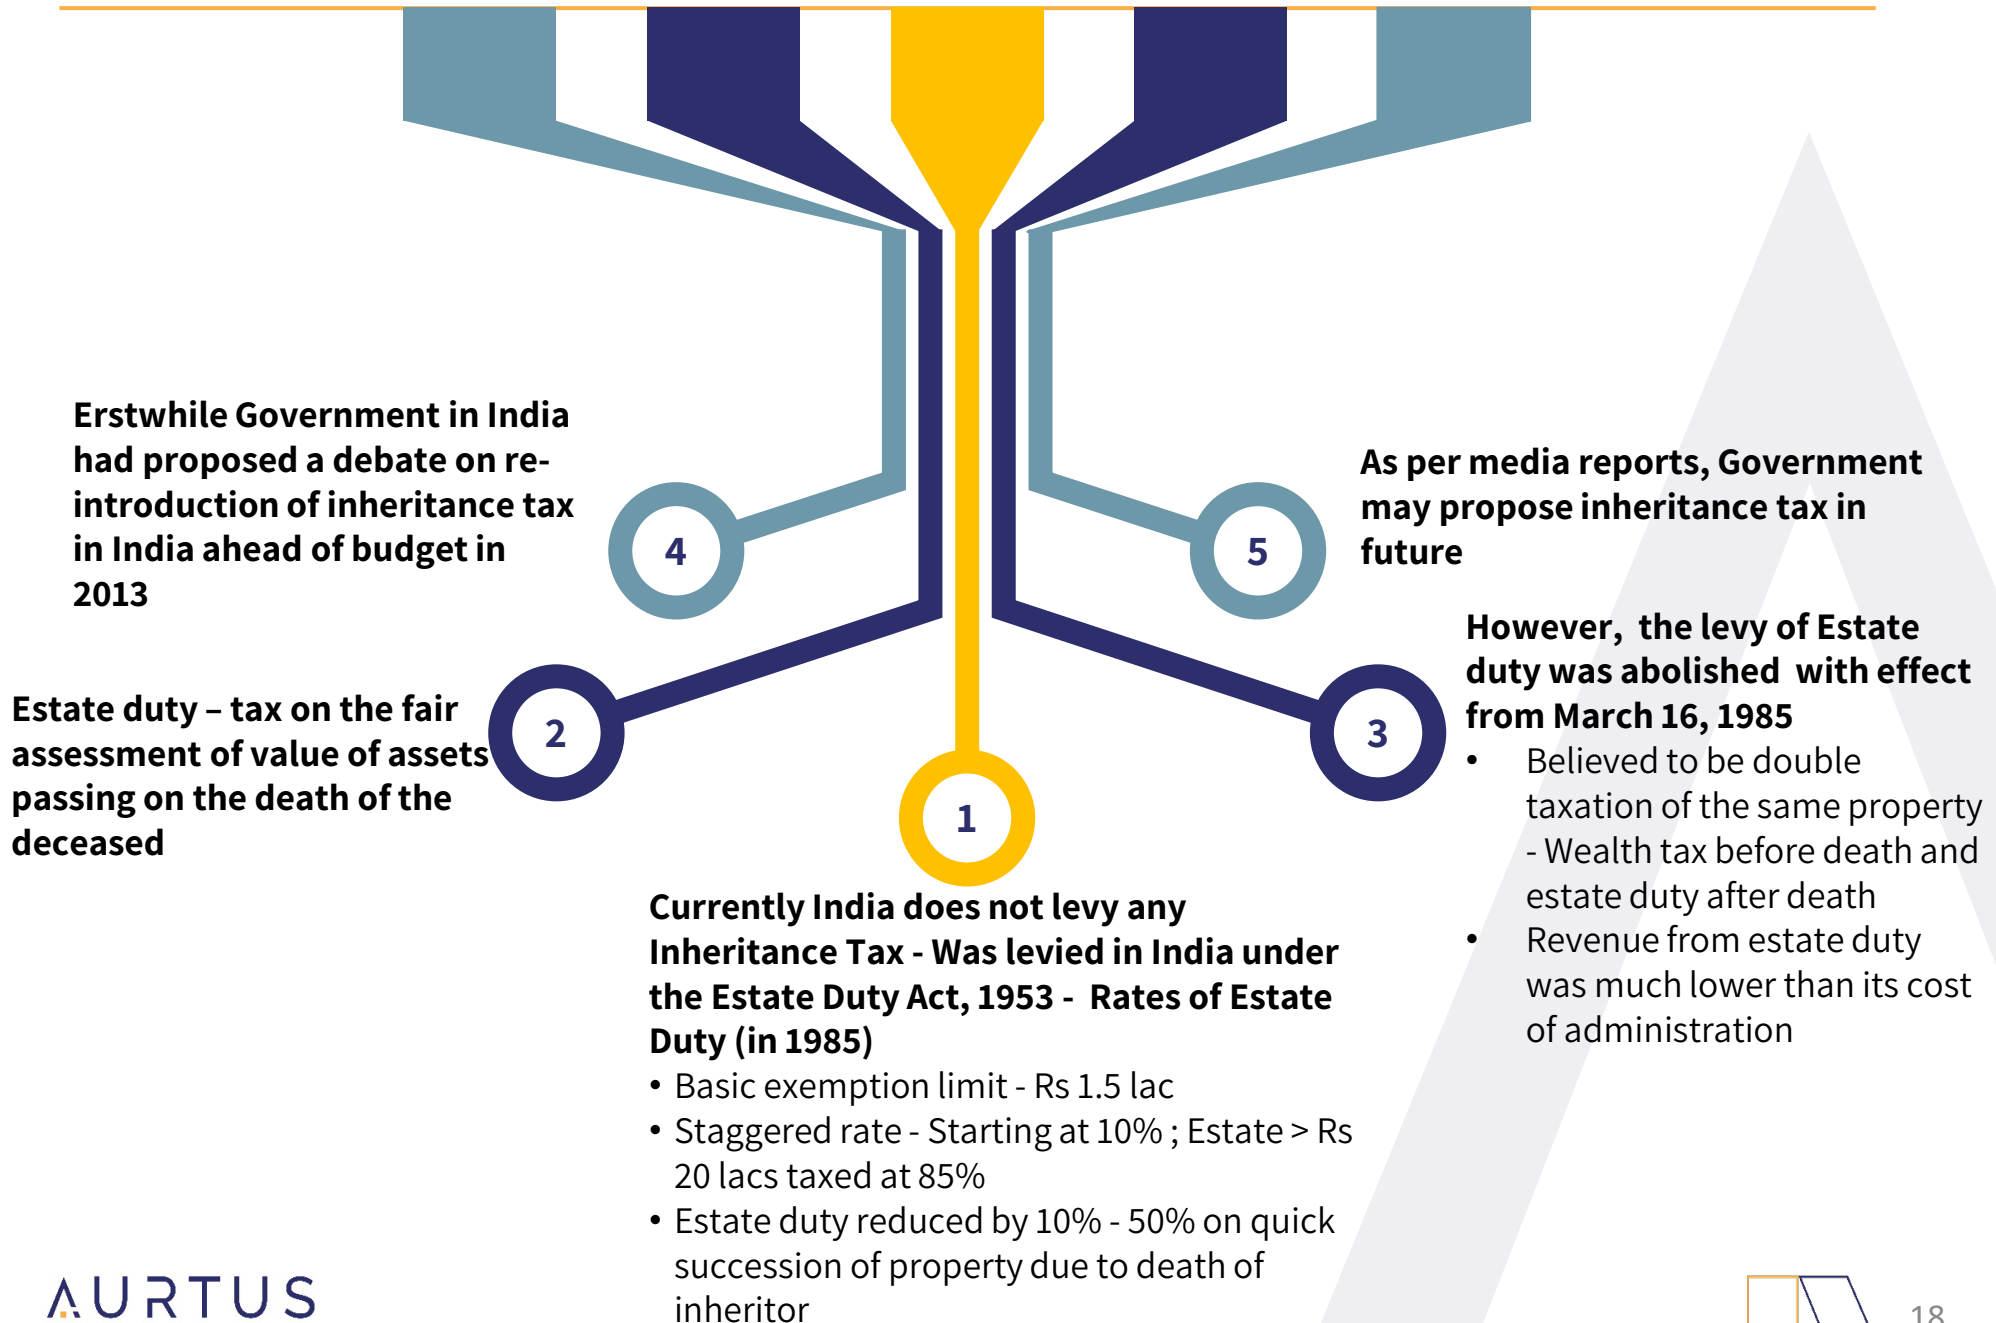 Erstwhile Government in India
had proposed a debate on re-
introduction of inheritance tax
in India ahead of budget in
2013
4
5
As per media reports, Government
may propose inheritance tax in
future
Estate duty – tax on the fair
assessment of value of assets
passing on the death of the
deceased
2
3
However, the levy of Estate
duty was abolished with effect
from March 16, 1985
• Believed to be double
taxation of the same property
- Wealth tax before death and
estate duty after death
• Revenue from estate duty
was much lower than its cost
of administration
1
Currently India does not levy any
Inheritance Tax - Was levied in India under
the Estate Duty Act, 1953 - Rates of Estate
Duty (in 1985)
• Basic exemption limit - Rs 1.5 lac
• Staggered rate - Starting at 10% ; Estate > Rs
20 lacs taxed at 85%
• Estate duty reduced by 10% - 50% on quick
succession of property due to death of
inheritor
AURTUS
18